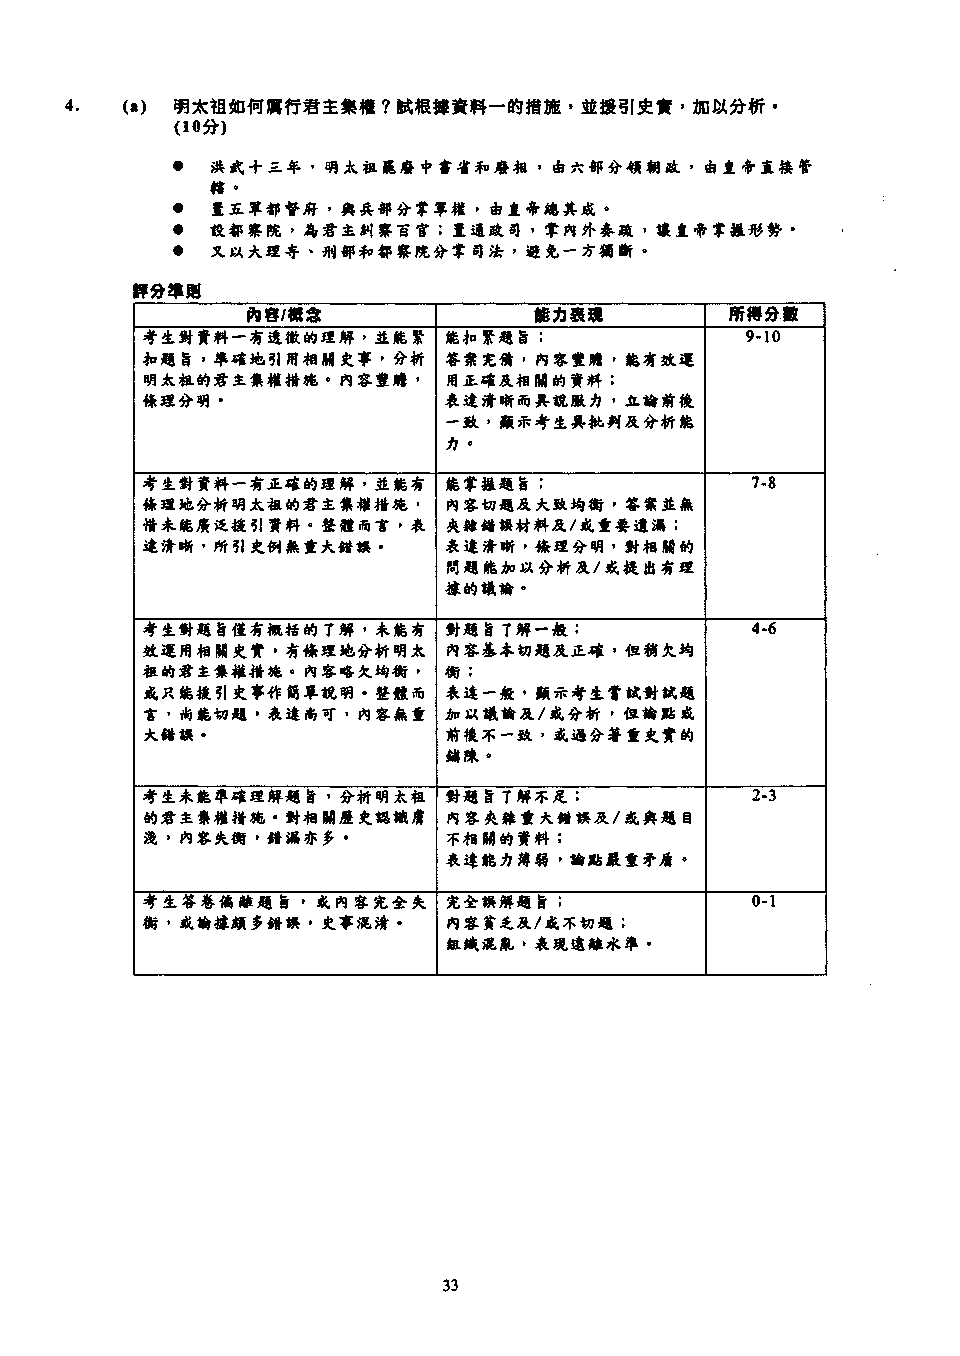 4. (a) 明太祖如何厲行君主集權？試根據資料一的措施，並援引史實，加以分析。
(10分)
● 洪武十三年，明太祖罷廢中書省和廢相，由六部分領朝政，由皇帝直接管
轄。
● 置五軍都督府，與兵部分掌軍權，由皇帝總其成。
● 設都察院，為君主糾察百官；置通政司，掌內外奏疏，讓皇帝掌握形勢。
● 又以大理寺、刑部和都察院分掌司法，避免一方獨斷。
評分準則
內容/概念 能力表現 所得分數
考生對資料一有透徹的理解，並能緊
扣題旨，準確地引用相關史事，分析
明太祖的君主集權措施。內容豐贍，
條理分明。
能扣緊題旨；
答案完備，內容豐贍，能有效運
用正確及相關的資料；
表達清晰而具說服力，立論前後
一致，顯示考生具批判及分析能
力。
9-10
考生對資料一有正確的理解，並能有
條理地分析明太祖的君主集權措施，
惜未能廣泛援引資料。整體而言，表
達清晰，所引史例無重大錯誤。
能掌握題旨；
內容切題及大致均衡，答案並無
夾雜錯誤材料及/或重要遺漏；
表達清晰，條理分明，對相關的
問題能加以分析及/或提出有理
據的議論。
7-8
考生對題旨僅有概括的了解，未能有
效運用相關史實，有條理地分析明太
祖的君主集權措施。內容略欠均衡，
或只能援引史事作簡單說明。整體而
言，尚能切題，表達尚可，內容無重
大錯誤。
對題旨了解一般；
內容基本切題及正確，但稍欠均
衡；
表達一般，顯示考生嘗試對試題
加以議論及/或分析，但論點或
前後不一致，或過分著重史實的
鋪陳。
4-6
考生未能準確理解題旨，分析明太祖
的君主集權措施。對相關歷史認識膚
淺，內容失衡，錯漏亦多。
對題旨了解不足；
內容夾雜重大錯誤及/或與題目
不相關的資料；
表達能力薄弱，論點嚴重矛盾。
2-3
考生答卷偏離題旨，或內容完全失
衡，或論據頗多錯誤，史事混淆。
完全誤解題旨；
內容貧乏及/或不切題；
組織混亂，表現遠離水準。
0-1
33